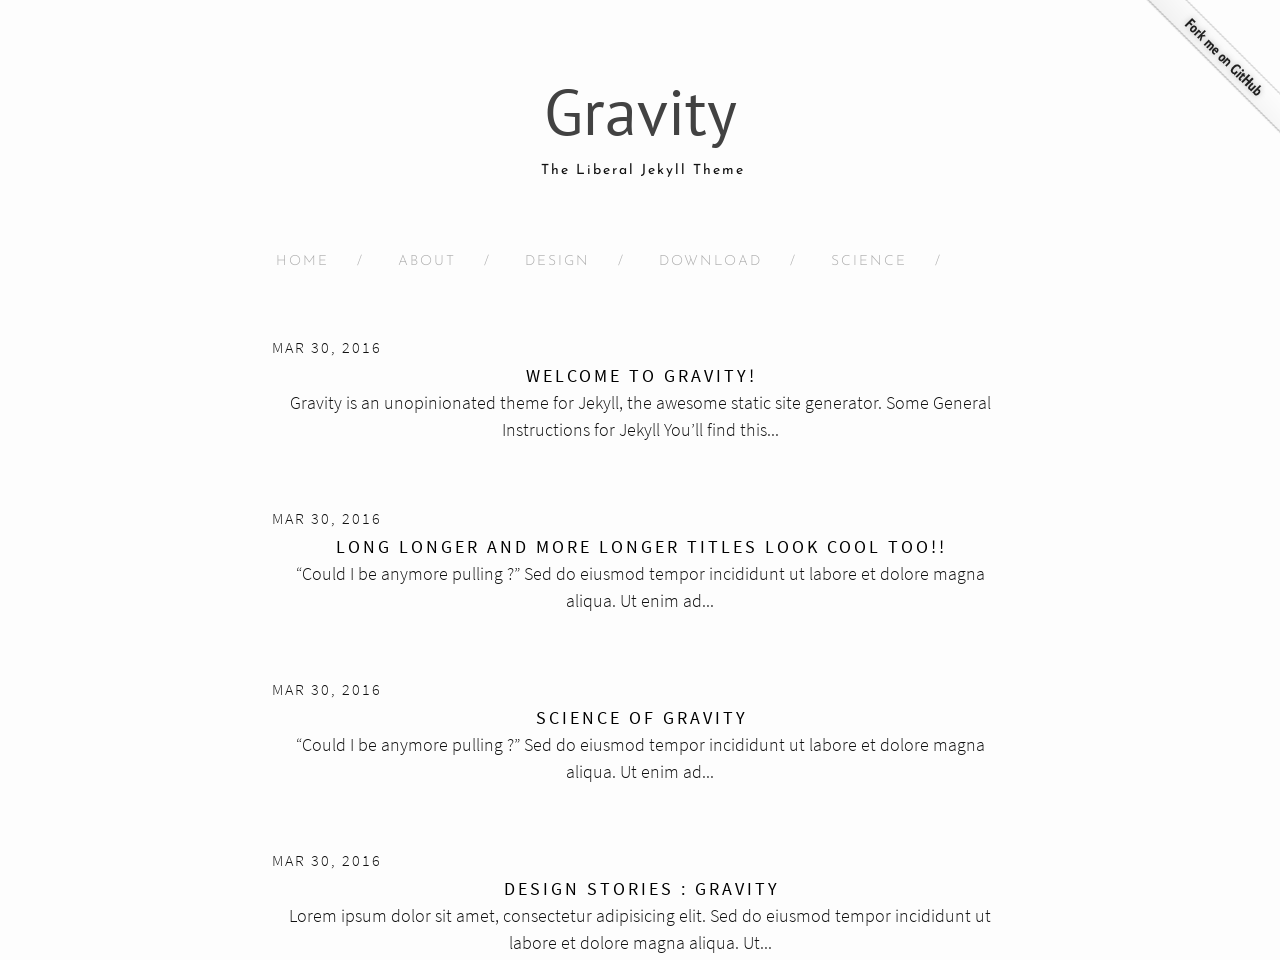 Fork me on GitHub
Gravity
The Liberal Jekyll Theme
HOME / ABOUT / DESIGN / DOWNLOAD / SCIENCE /
MAR 30, 2016
WELCOME TO GRAVITY!
Gravity is an unopinionated theme for Jekyll, the awesome static site generator. Some General
Instructions for Jekyll You’ll find this...
MAR 30, 2016
LONG LONGER AND MORE LONGER TITLES LOOK COOL TOO!!
“Could I be anymore pulling ?” Sed do eiusmod tempor incididunt ut labore et dolore magna
aliqua. Ut enim ad...
MAR 30, 2016
SCIENCE OF GRAVITY
“Could I be anymore pulling ?” Sed do eiusmod tempor incididunt ut labore et dolore magna
aliqua. Ut enim ad...
MAR 30, 2016
DESIGN STORIES : GRAVITY
Lorem ipsum dolor sit amet, consectetur adipisicing elit. Sed do eiusmod tempor incididunt ut
labore et dolore magna aliqua. Ut...